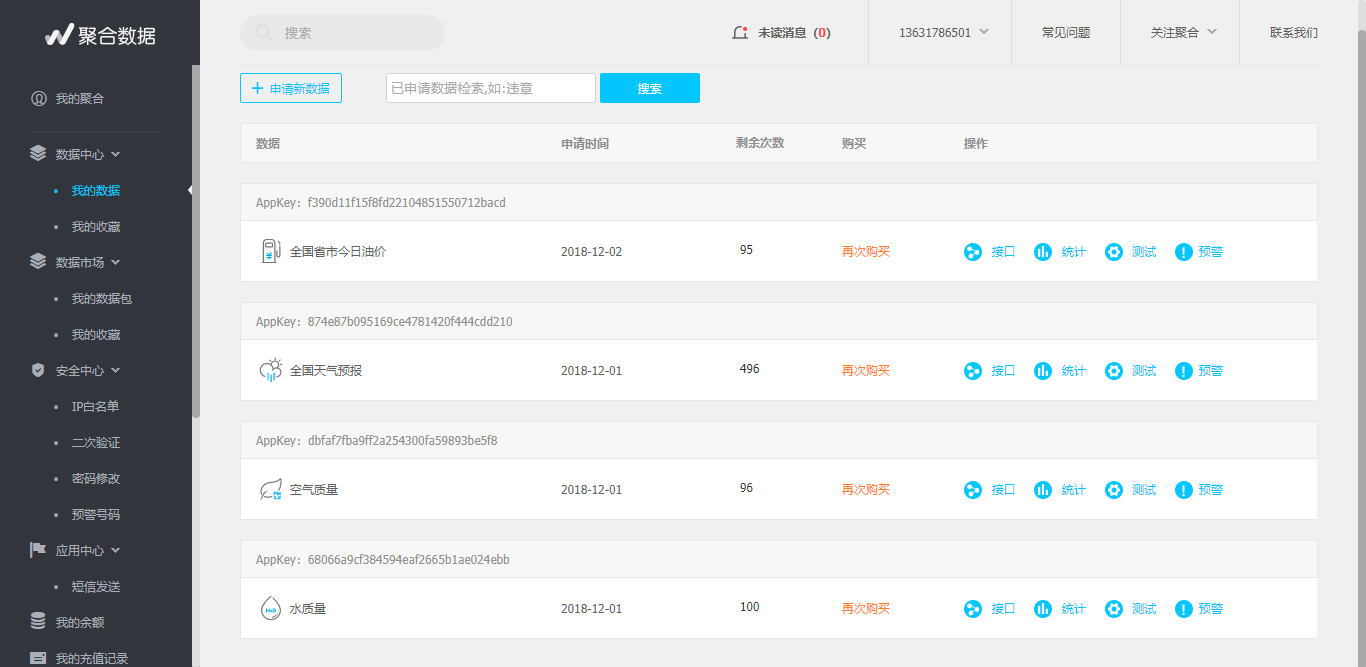 聚合数据
搜索
未读消息 (0)
13631786501
常见问题
关注聚合
联系我们
我的聚合
数据中心
我的数据
我的收藏
数据市场
我的数据包
我的收藏
安全中心
IP白名单
二次验证
密码修改
预警号码
应用中心
短信发送
我的余额
我的充值记录
申请新数据
已申请数据检索,如:违章
搜索
数据 申请时间 剩余次数 购买 操作
AppKey: f390d11f15f8fd22104851550712bacd
全国省市今日油价 2018-12-02 95 再次购买 接口 统计 测试 预警
AppKey: 874e87b095169ce4781420f444cdd210
全国天气预报 2018-12-01 496 再次购买 接口 统计 测试 预警
AppKey: dbfaf7fba9ff2a254300fa59893be5f8
空气质量 2018-12-01 96 再次购买 接口 统计 测试 预警
AppKey: 68066a9cf384594eaf2665b1ae024ebb
水质量 2018-12-01 100 再次购买 接口 统计 测试 预警